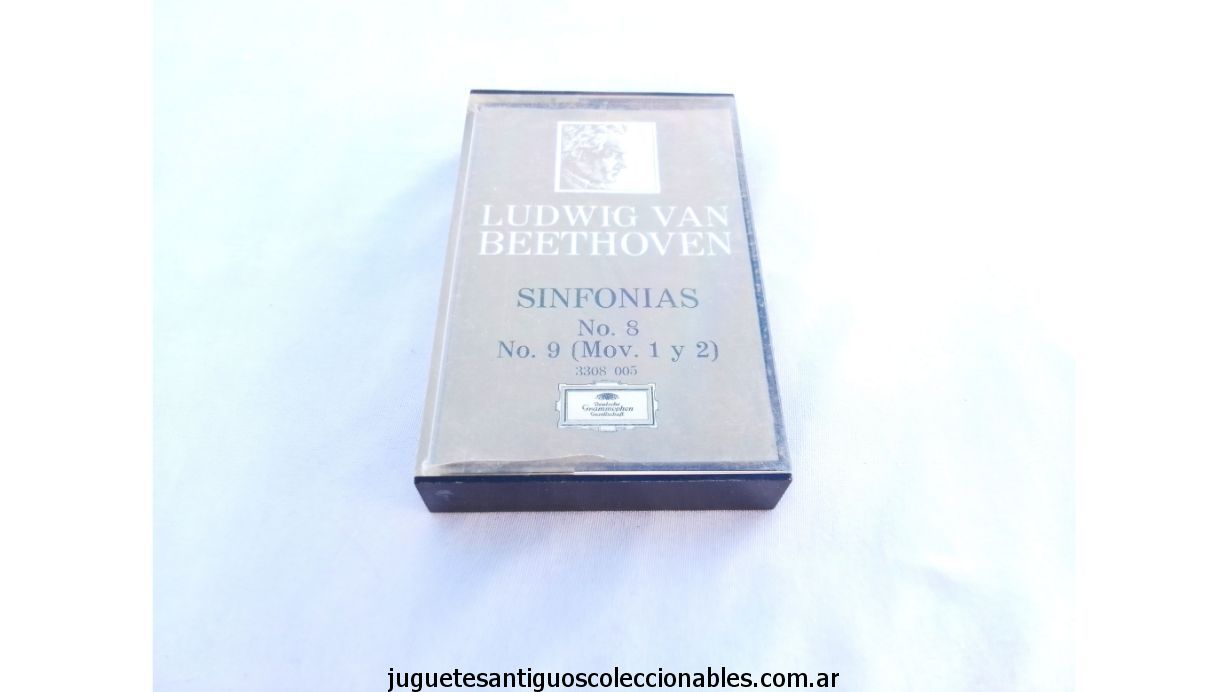 LUDWIG VAN
BEETHOVEN
SINFONIAS
No. 8
No. 9 (Mov. 1 y 2)
3308 005
Deutsche
Grammophon
Gesellschaft
juguetesantiguoscoleccionables.com.ar